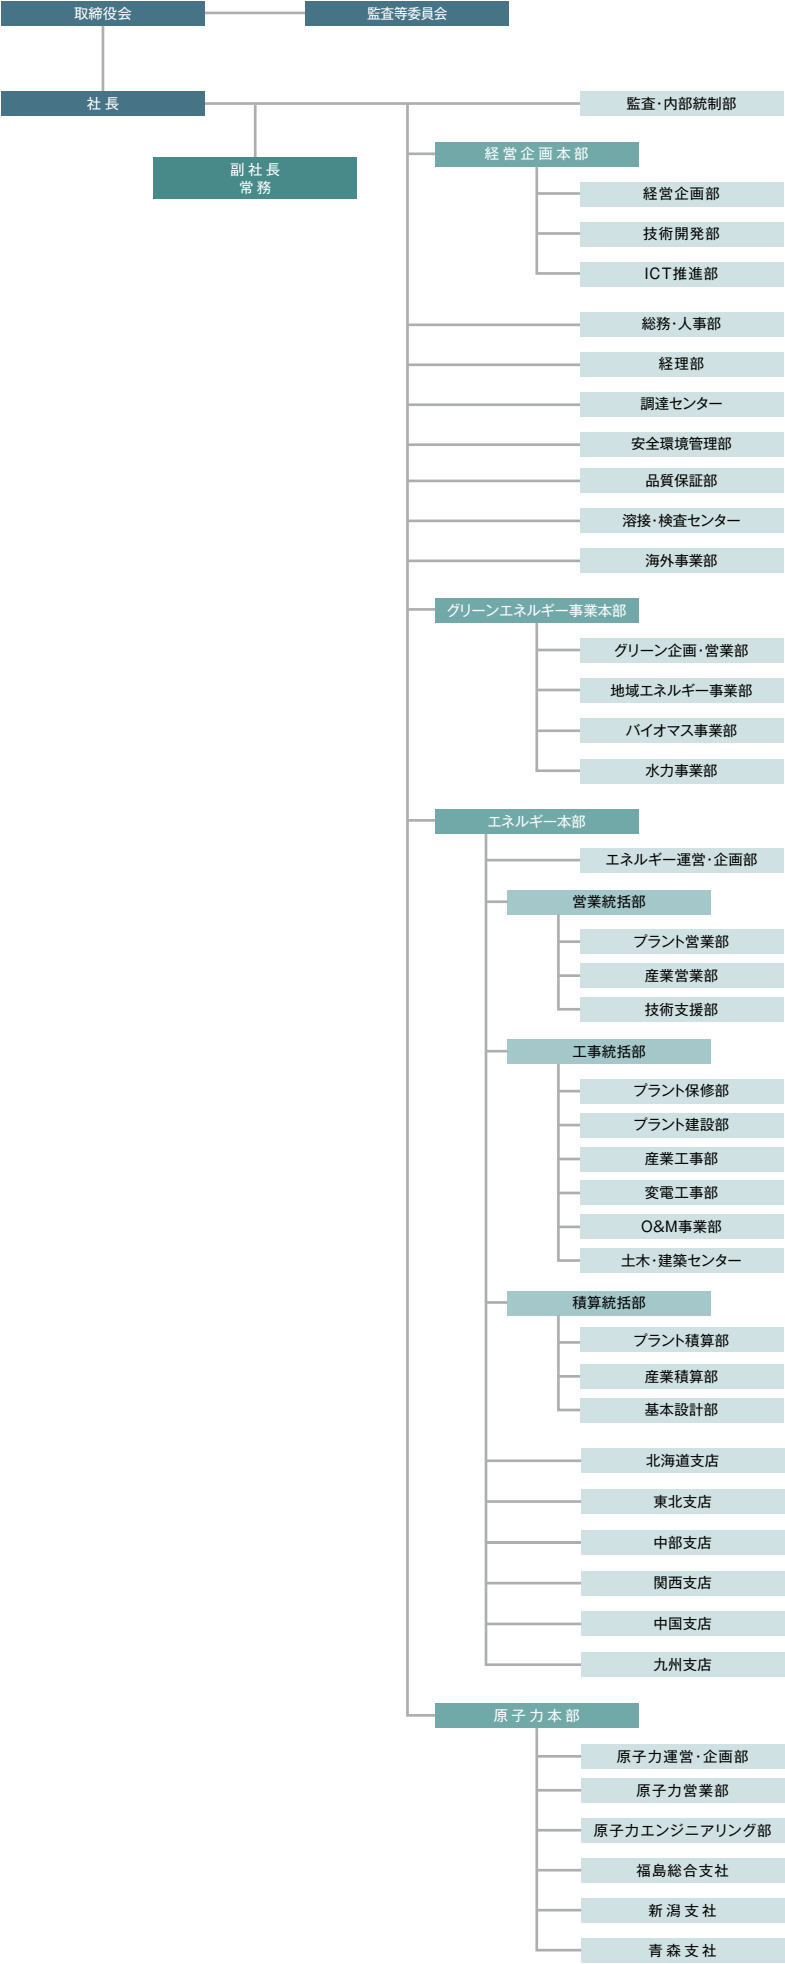 取締役会
監査等委員会
社長
監査・内部統制部
副社長
常務
経営企画本部
経営企画部
技術開発部
ICT推進部
総務・人事部
経理部
調達センター
安全環境管理部
品質保証部
溶接・検査センター
海外事業部
グリーンエネルギー事業本部
グリーン企画・営業部
地域エネルギー事業部
バイオマス事業部
水力事業部
エネルギー本部
エネルギー運営・企画部
営業統括部
プラント営業部
産業営業部
技術支援部
工事統括部
プラント保修部
プラント建設部
産業工事部
変電工事部
O&M事業部
土木・建築センター
積算統括部
プラント積算部
産業積算部
基本設計部
北海道支店
東北支店
中部支店
関西支店
中国支店
九州支店
原子力本部
原子力運営・企画部
原子力営業部
原子力エンジニアリング部
福島総合支社
新潟支社
青森支社